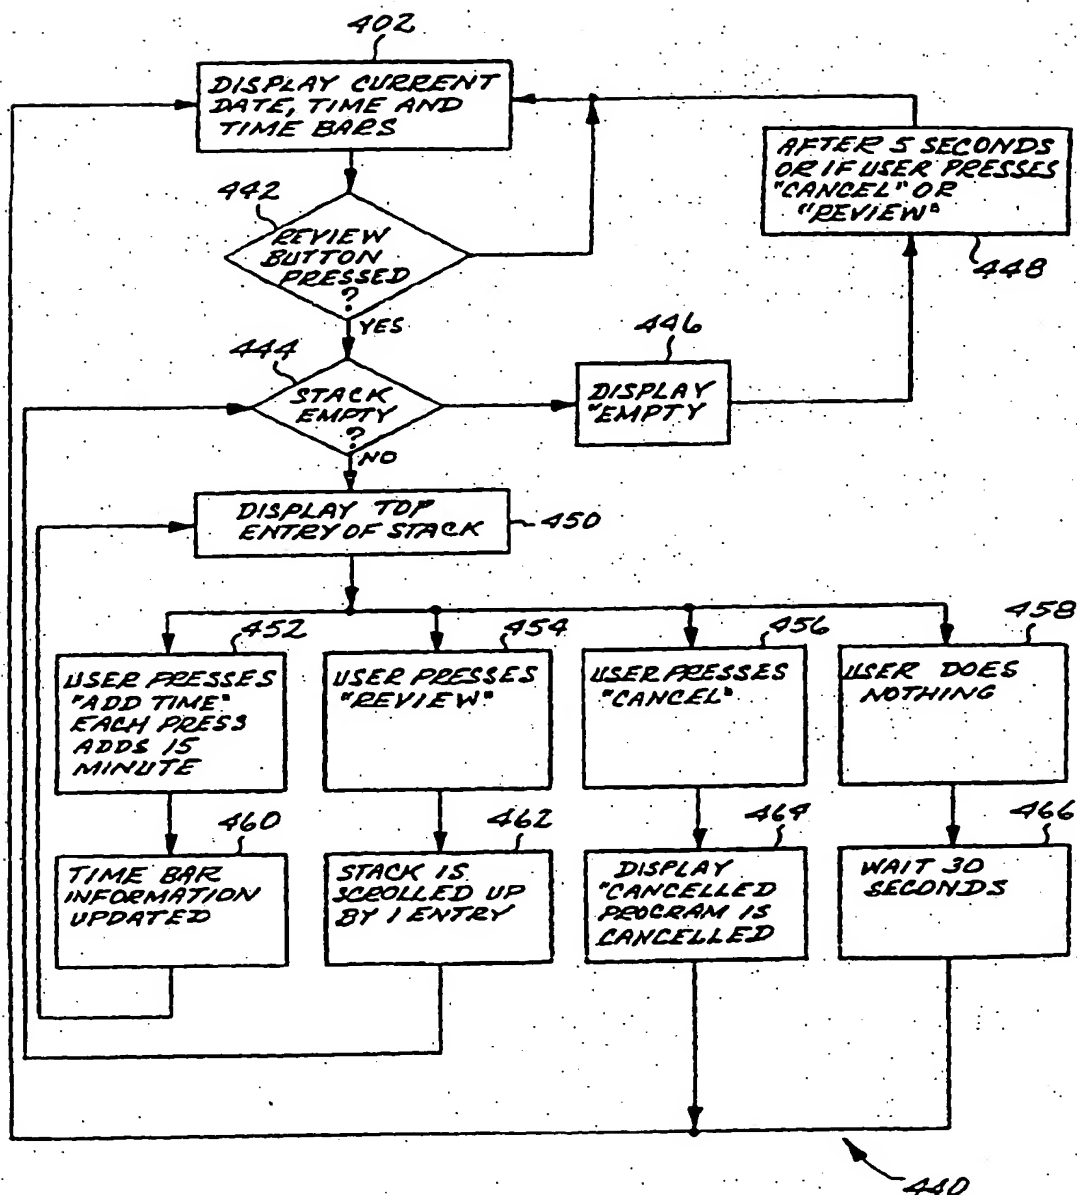 402
DISPLAY CURRENT
DATE, TIME AND
TIME BARS
442
REVIEW
BUTTON
PRESSED
?
YES
AFTER 5 SECONDS
OR IF USER PRESSES
"CANCEL" OR
"REVIEW"
448
444
STACK
EMPTY
?
NO
446
DISPLAY
"EMPTY
DISPLAY TOP
ENTRY OF STACK
450
452
USER PRESSES
"ADD TIME"
EACH PRESS
ADDS 15
MINUTE
454
USER PRESSES
"REVIEW"
456
USER PRESSES
"CANCEL"
458
USER DOES
NOTHING
460
TIME BAR
INFORMATION
UPDATED
462
STACK IS
SCROLLED UP
BY 1 ENTRY
464
DISPLAY
"CANCELLED
PROGRAM IS
CANCELLED
466
WAIT 30
SECONDS
440